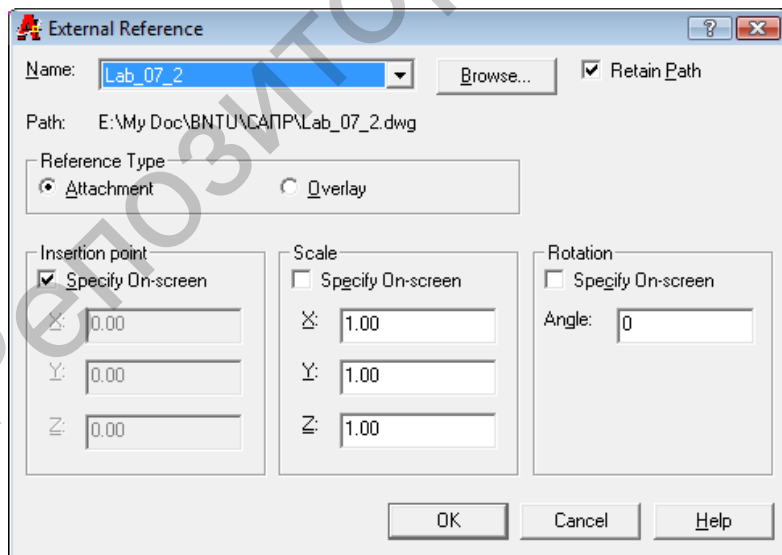 External Reference
Name: Lab_07_2 Browse... Retain Path
Path: E:\My Doc\BNTU\САПР\Lab_07_2.dwg
Reference Type
Attachment Overlay
Insertion point
Specify On-screen
X: 0.00
Y: 0.00
Z: 0.00
Scale
Specify On-screen
X: 1.00
Y: 1.00
Z: 1.00
Rotation
Specify On-screen
Angle: 0
OK Cancel Help